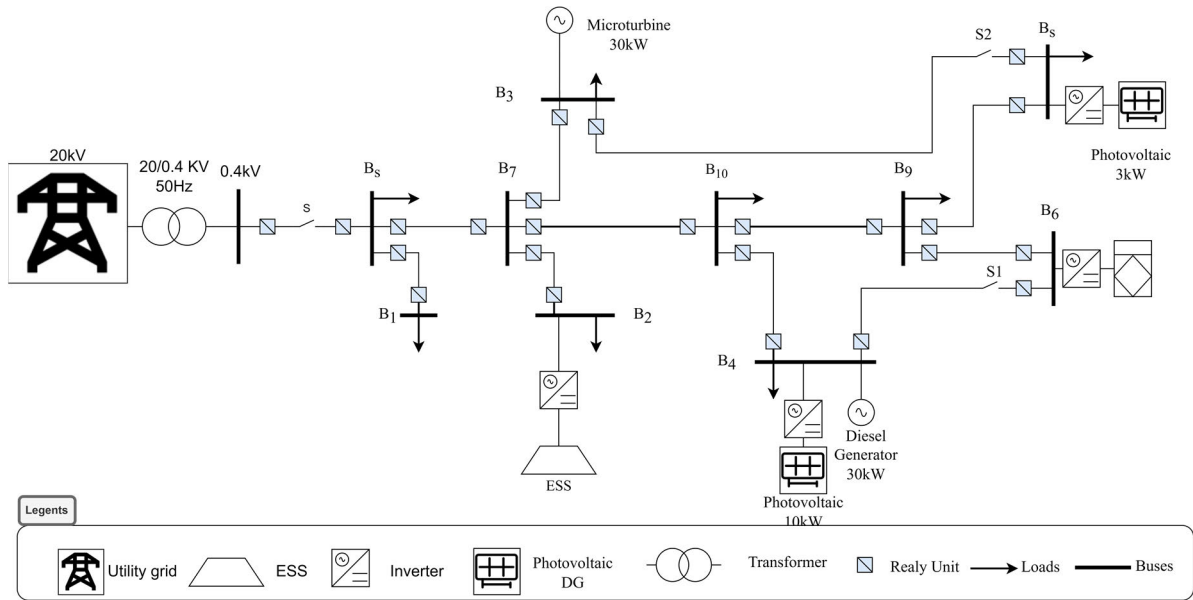 Microturbine
30kW
S2
Bs
B3
Photovoltaic
3kW
20kV
20/0.4 KV
50Hz
0.4kV
Bs
B7
B10
B9
B6
S
S1
B1
B2
B4
Diesel
Generator
30kW
ESS
Photovoltaic
10kW
Legents
Utility grid
ESS
Inverter
Photovoltaic
DG
Transformer
Realy Unit
Loads
Buses